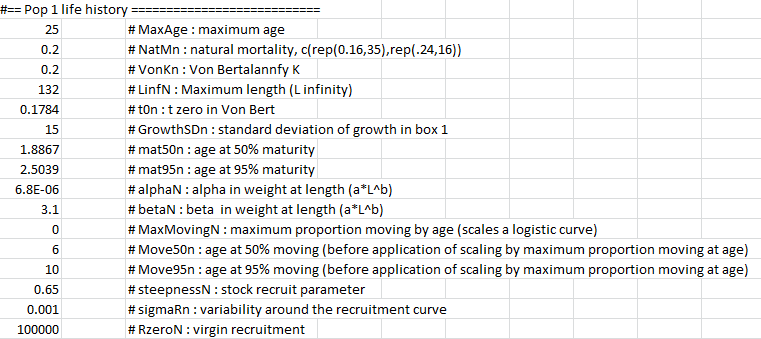 #== Pop 1 life history ===========================
25 # MaxAge : maximum age
0.2 # NatMn : natural mortality, c(rep(0.16,35),rep(.24,16))
0.2 # VonKn : Von Bertalannfy K
132 # LinfN : Maximum length (L infinity)
0.1784 # t0n : t zero in Von Bert
15 # GrowthSDn : standard deviation of growth in box 1
1.8867 # mat50n : age at 50% maturity
2.5039 # mat95n : age at 95% maturity
6.8E-06 # alphaN : alpha in weight at length (a*L^b)
3.1 # betaN : beta  in weight at length (a*L^b)
0 # MaxMovingN : maximum proportion moving by age (scales a logistic curve)
6 # Move50n : age at 50% moving (before application of scaling by maximum proportion moving at age)
10 # Move95n : age at 95% moving (before application of scaling by maximum proportion moving at age)
0.65 # steepnessN : stock recruit parameter
0.001 # sigmaRn : variability around the recruitment curve
100000 # RzeroN : virgin recruitment